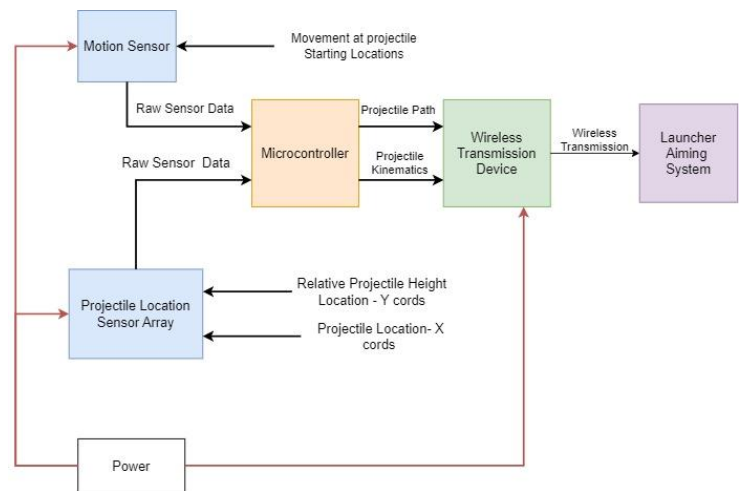 Motion Sensor
Movement at projectile
Starting Locations
Raw Sensor Data
Projectile Path
Wireless
Transmission
Device
Wireless
Transmission
Launcher
Aiming
System
Microcontroller
Raw Sensor Data
Projectile
Kinematics
Projectile Location
Sensor Array
Relative Projectile Height
Location - Y cords
Projectile Location- X
cords
Power